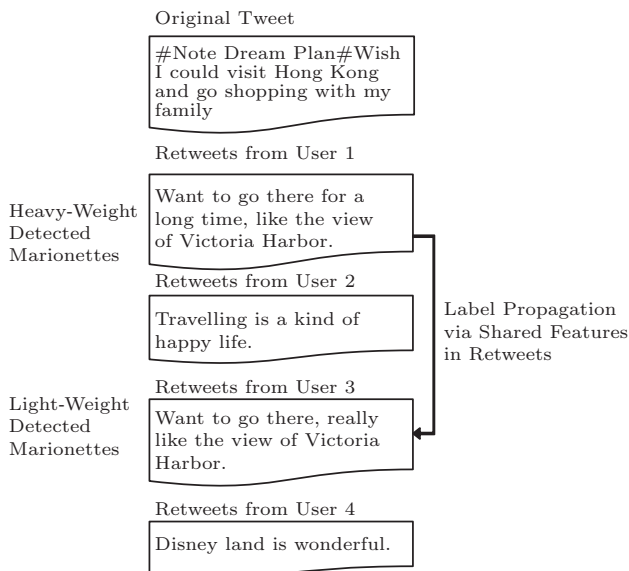 Original Tweet
#Note Dream Plan#Wish
I could visit Hong Kong
and go shopping with my
family
Retweets from User 1
Heavy-Weight
Detected
Marionettes
Want to go there for a
long time, like the view
of Victoria Harbor.
Retweets from User 2
Travelling is a kind of
happy life.
Label Propagation
via Shared Features
in Retweets
Retweets from User 3
Light-Weight
Detected
Marionettes
Want to go there, really
like the view of Victoria
Harbor.
Retweets from User 4
Disney land is wonderful.